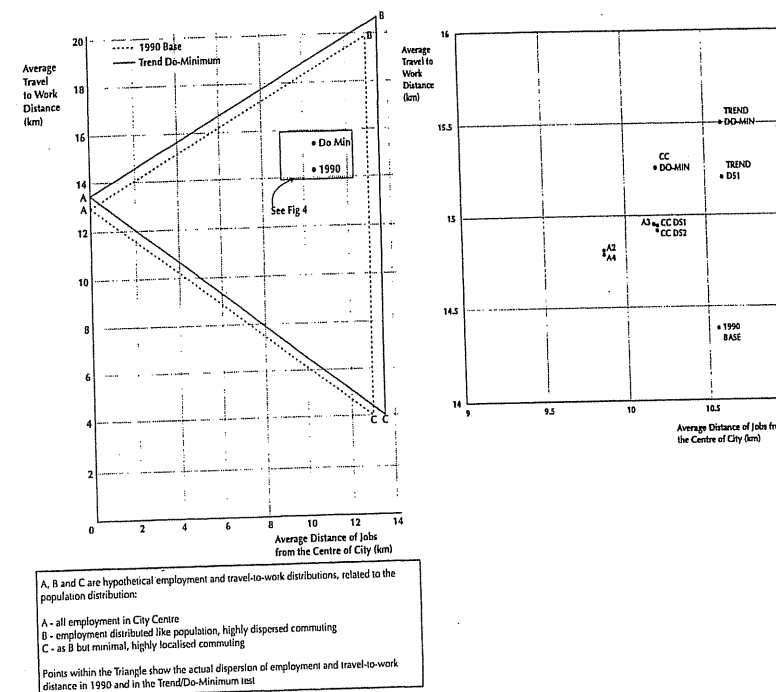 Average
Travel
to Work
Distance
(km)
20
18
16
14
12
10
8
6
4
2
0
2
4
6
8
10
12
14
1990 Base
Trend Do-Minimum
A
A
B
B
C
C
Do Min
1990
See Fig 4
Average Distance of Jobs
from the Centre of City (km)
Average
Travel to
Work
Distance
(km)
16
15.5
15
14.5
14
9
9.5
10
10.5
TREND
DO-MIN
CC
DO-MIN
TREND
DS1
A3
CC DS1
CC DS2
A2
A4
1990
BASE
Average Distance of Jobs
the Centre of City (km)
A, B and C are hypothetical employment and travel-to-work distributions, related to the
population distribution:
A - all employment in City Centre
B - employment distributed like population, highly dispersed commuting
C - as B but minimal, highly localised commuting
Points within the Triangle show the actual dispersion of employment and travel-to-work
distance in 1990 and in the Trend/Do-Minimum test